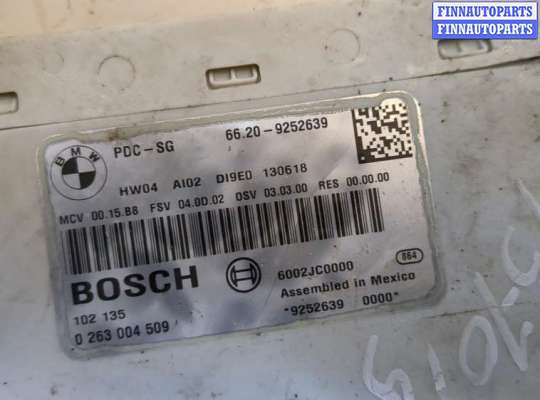 FINNAUTOPARTS
FINNAUTOPARTS
BMW
PDC-SG 66.20-9252639
HW04 AI02 DI9E0 130618
MCV 00.15.B8 FSV 04.0D.02 OSV 03.03.00 RES 00.00.00
BOSCH 6002JC0000 864
Assembled in Mexico
102 135 *9252639 0000*
0 263 004 509